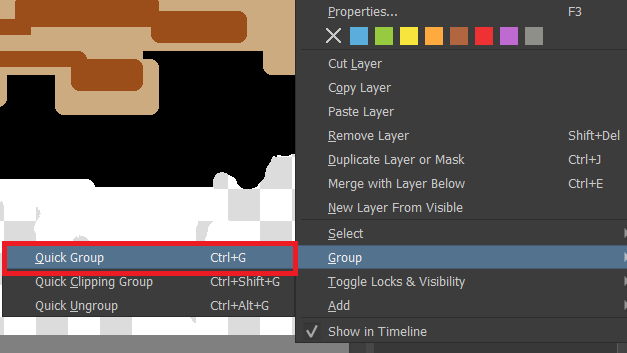 Properties... F3
Cut Layer
Copy Layer
Paste Layer
Remove Layer Shift+Del
Duplicate Layer or Mask Ctrl+J
Merge with Layer Below Ctrl+E
New Layer From Visible
Select
Group
Quick Group Ctrl+G
Quick Clipping Group Ctrl+Shift+G
Quick Ungroup Ctrl+Alt+G
Toggle Locks & Visibility
Add
Show in Timeline